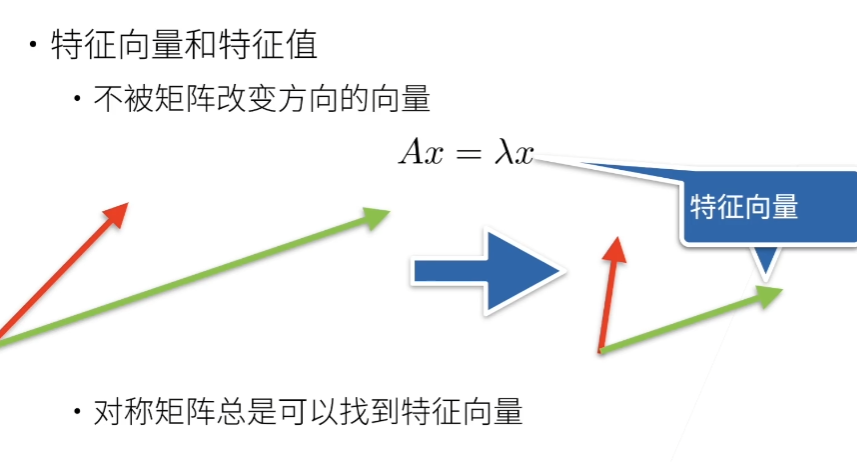 • 特征向量和特征值
• 不被矩阵改变方向的向量
Ax = λx
特征向量
• 对称矩阵总是可以找到特征向量